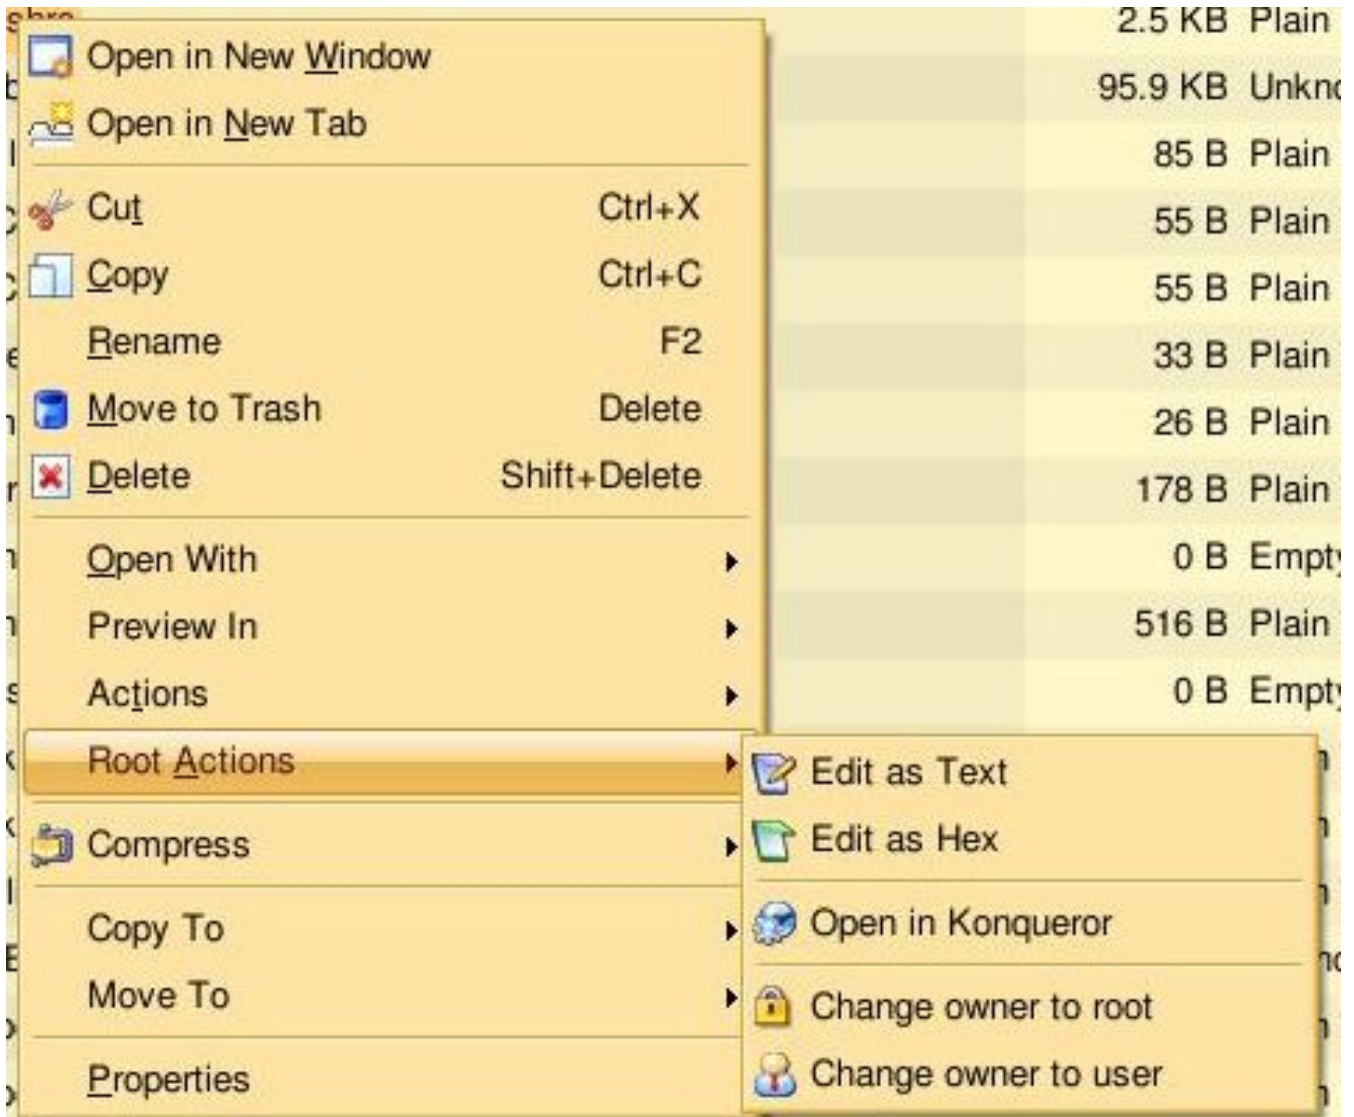 2.5 KB Plain
Open in New Window
95.9 KB
Open in New Tab
85 B Plain
Cut Ctrl+X
55 B Plain
Copy Ctrl+C
55 B Plain
Rename F2
33 B Plain
Move to Trash Delete
26 B Plain
Delete Shift+Delete
178 B Plain
Open With
0 B Empty
Preview In
516 B Plain
Actions
0 B Empty
Root Actions
Edit as Text
Edit as Hex
Compress
Open in Konqueror
Copy To
Move To
Change owner to root
Change owner to user
Properties